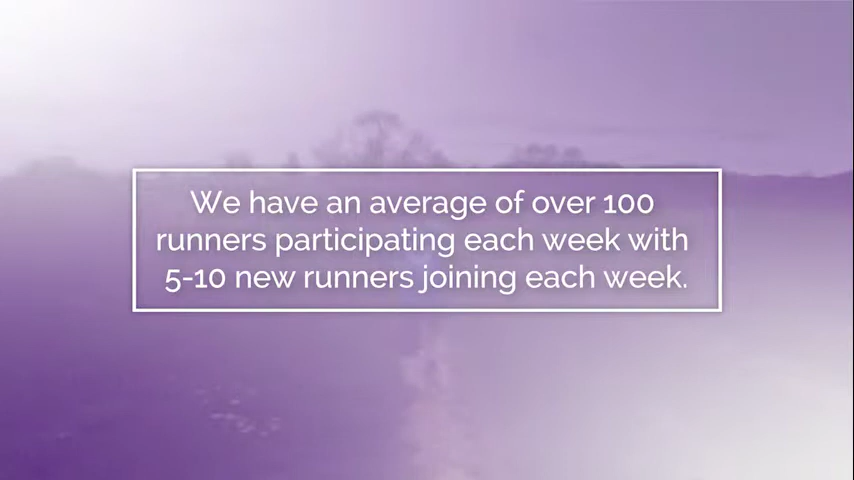 We have an average of over 100
runners participating each week with
5-10 new runners joining each week.